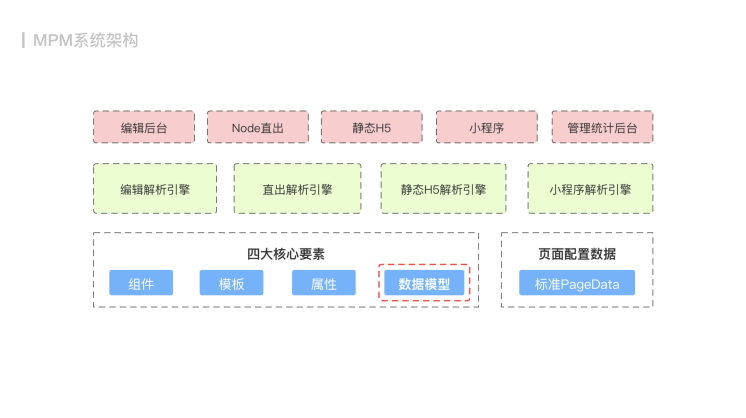 MPM系统架构
编辑后台
Node直出
静态H5
小程序
管理统计后台
编辑解析引擎
直出解析引擎
静态H5解析引擎
小程序解析引擎
四大核心要素
页面配置数据
组件
模板
属性
数据模型
标准PageData